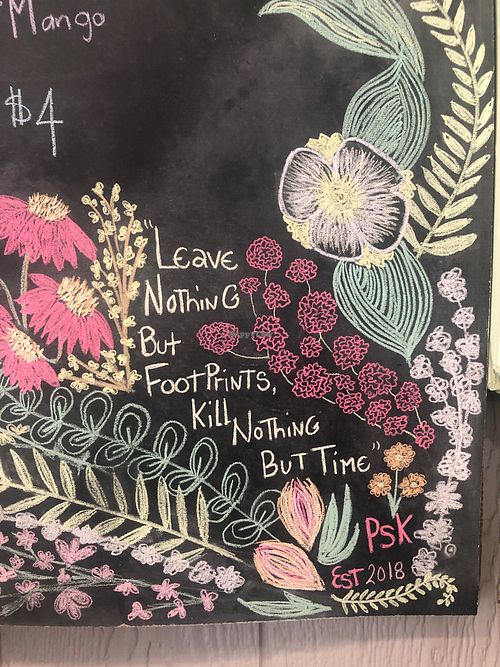 Mango
$4
"Leave
Nothing
But
FootPrints,
Kill
Nothing
But Time"
PSK
EST 2018